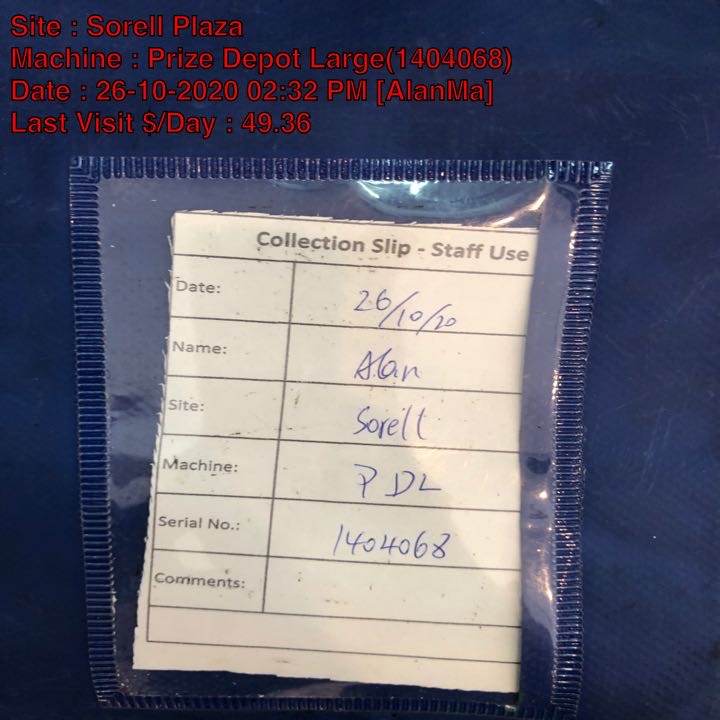 Site : Sorell Plaza
Machine : Prize Depot Large(1404068)
Date : 26-10-2020 02:32 PM [AlanMa]
Last Visit $/Day : 49.36
Collection Slip - Staff Use
Date: 26/10/20
Name: Alan
Site: Sorell
Machine: PDL
Serial No.: 1404068
Comments: